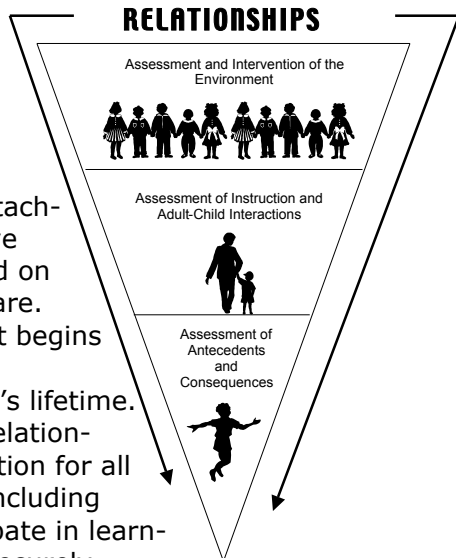 RELATIONSHIPS
Assessment and Intervention of the
Environment
Assessment of Instruction and
Adult-Child Interactions
Assessment of
Antecedents
and
Consequences
tach-
e
d on
are.
t begins
's lifetime.
elation-
tion for all
ncluding
pate in learn-